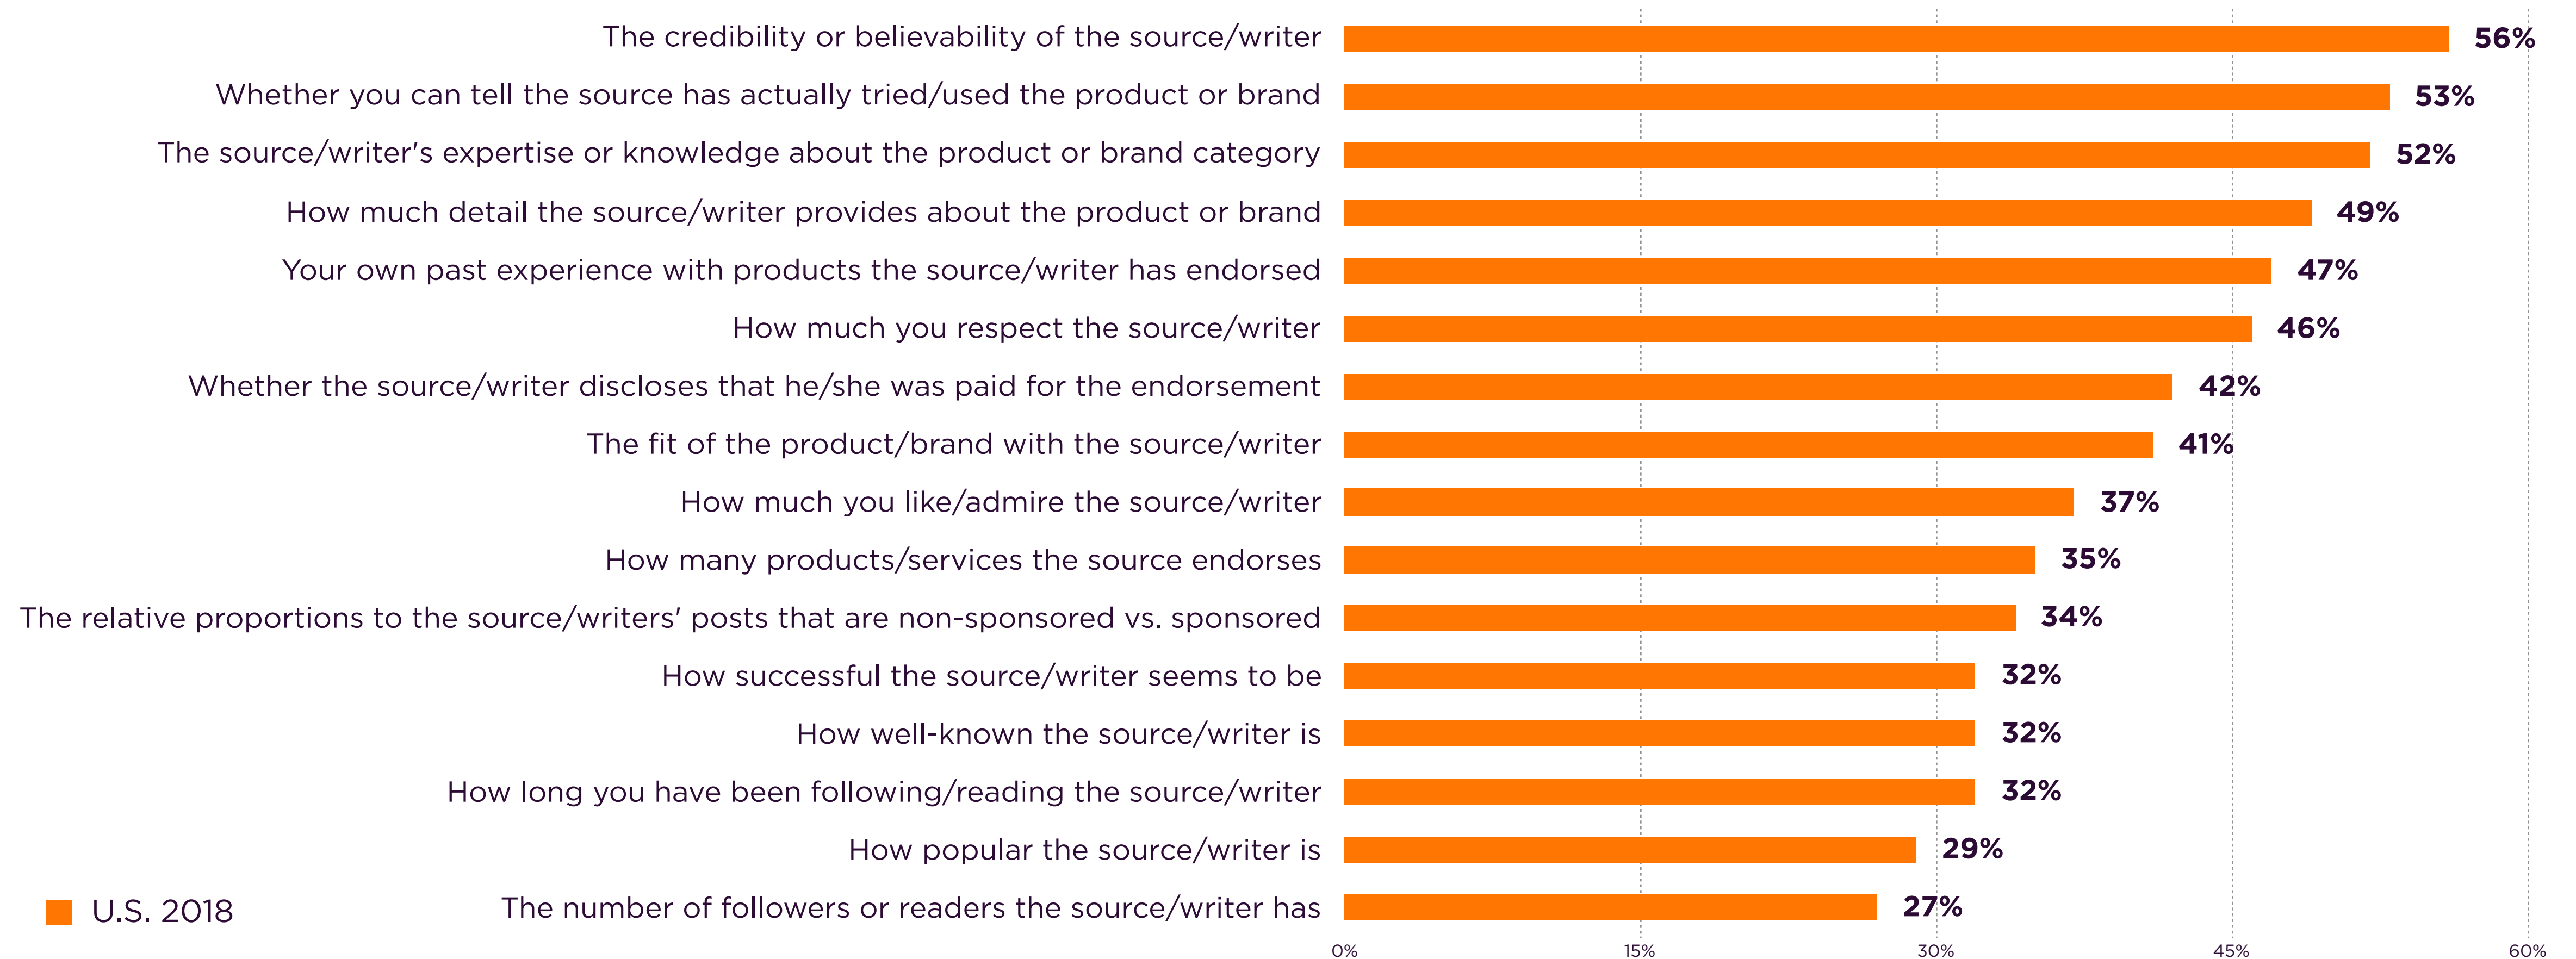 The credibility or believability of the source/writer 56%
Whether you can tell the source has actually tried/used the product or brand 53%
The source/writer's expertise or knowledge about the product or brand category 52%
How much detail the source/writer provides about the product or brand 49%
Your own past experience with products the source/writer has endorsed 47%
How much you respect the source/writer 46%
Whether the source/writer discloses that he/she was paid for the endorsement 42%
The fit of the product/brand with the source/writer 41%
How much you like/admire the source/writer 37%
How many products/services the source endorses 35%
The relative proportions to the source/writers' posts that are non-sponsored vs. sponsored 34%
How successful the source/writer seems to be 32%
How well-known the source/writer is 32%
How long you have been following/reading the source/writer 32%
How popular the source/writer is 29%
U.S. 2018 The number of followers or readers the source/writer has 27%
0% 15% 30% 45% 60%